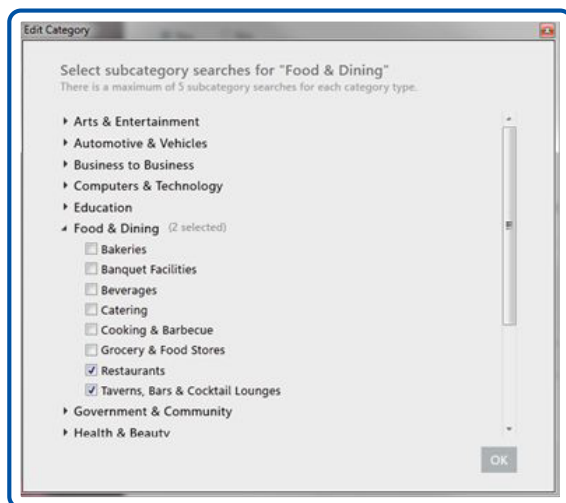 Edit Category
Select subcategory searches for "Food & Dining"
There is a maximum of 5 subcategory searches for each category type.
Arts & Entertainment
Automotive & Vehicles
Business to Business
Computers & Technology
Education
Food & Dining (2 selected)
Bakeries
Banquet Facilities
Beverages
Catering
Cooking & Barbecue
Grocery & Food Stores
Restaurants
Taverns, Bars & Cocktail Lounges
Government & Community
Health & Beauty
OK